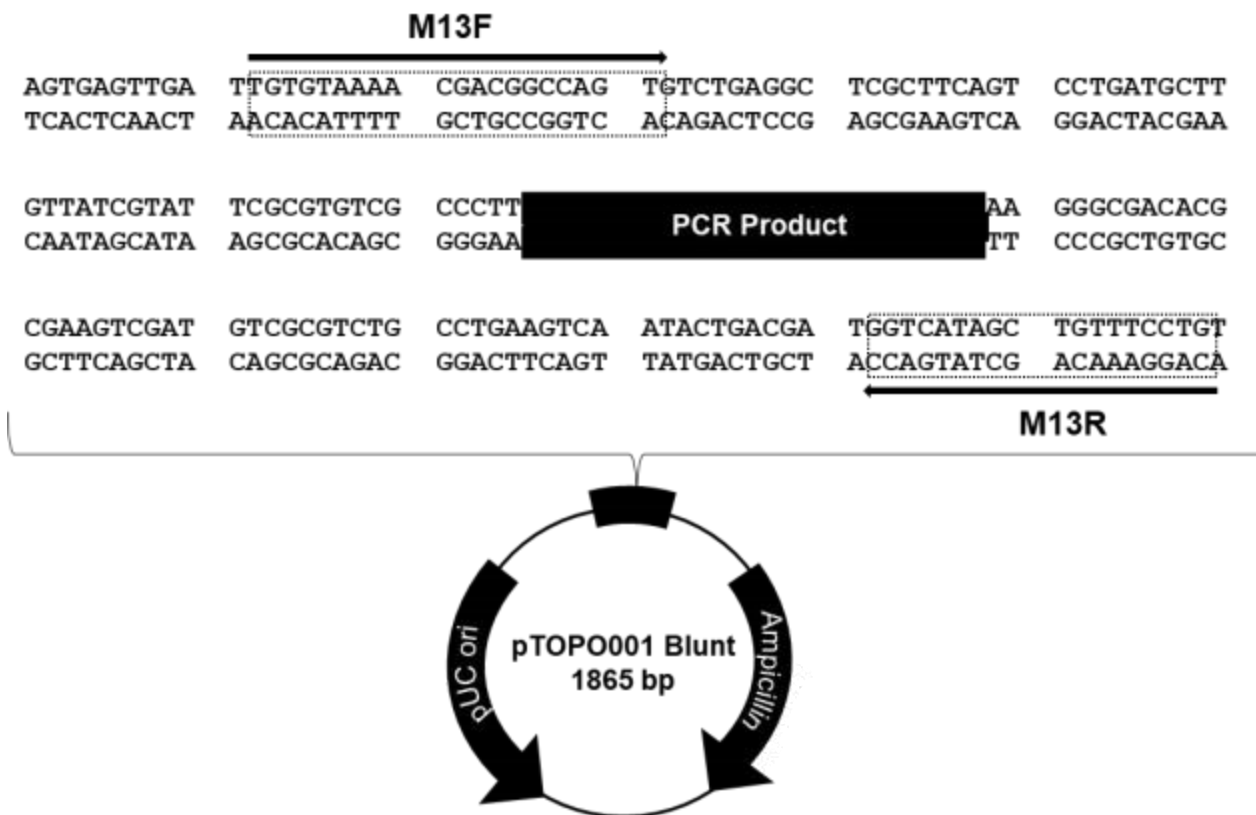 M13F
AGTGAGTTGA TTGTGTAAAA CGACGGCCAG TGTCTGAGGC TCGCTTCAGT CCTGATGCTT
TCACTCAACT AACACATTTT GCTGCCGGTC ACAGACTCCG AGCGAAGTCA GGACTACGAA
GTTATCGTAT TCGCGTGTCG CCCTT PCR Product AA GGGCGACACG
CAATAGCATA AGCGCACAGC GGGAA TT CCCGCTGTGC
CGAAGTCGAT GTCGCGTCTG CCTGAAGTCA ATACTGACGA TGGTCATAGC TGTTTCCTGT
GCTTCAGCTA CAGCGCAGAC GGACTTCAGT TATGACTGCT ACCAGTATCG ACAAAGGACA
M13R
pUC ori
pTOPO001 Blunt
1865 bp
Ampicillin